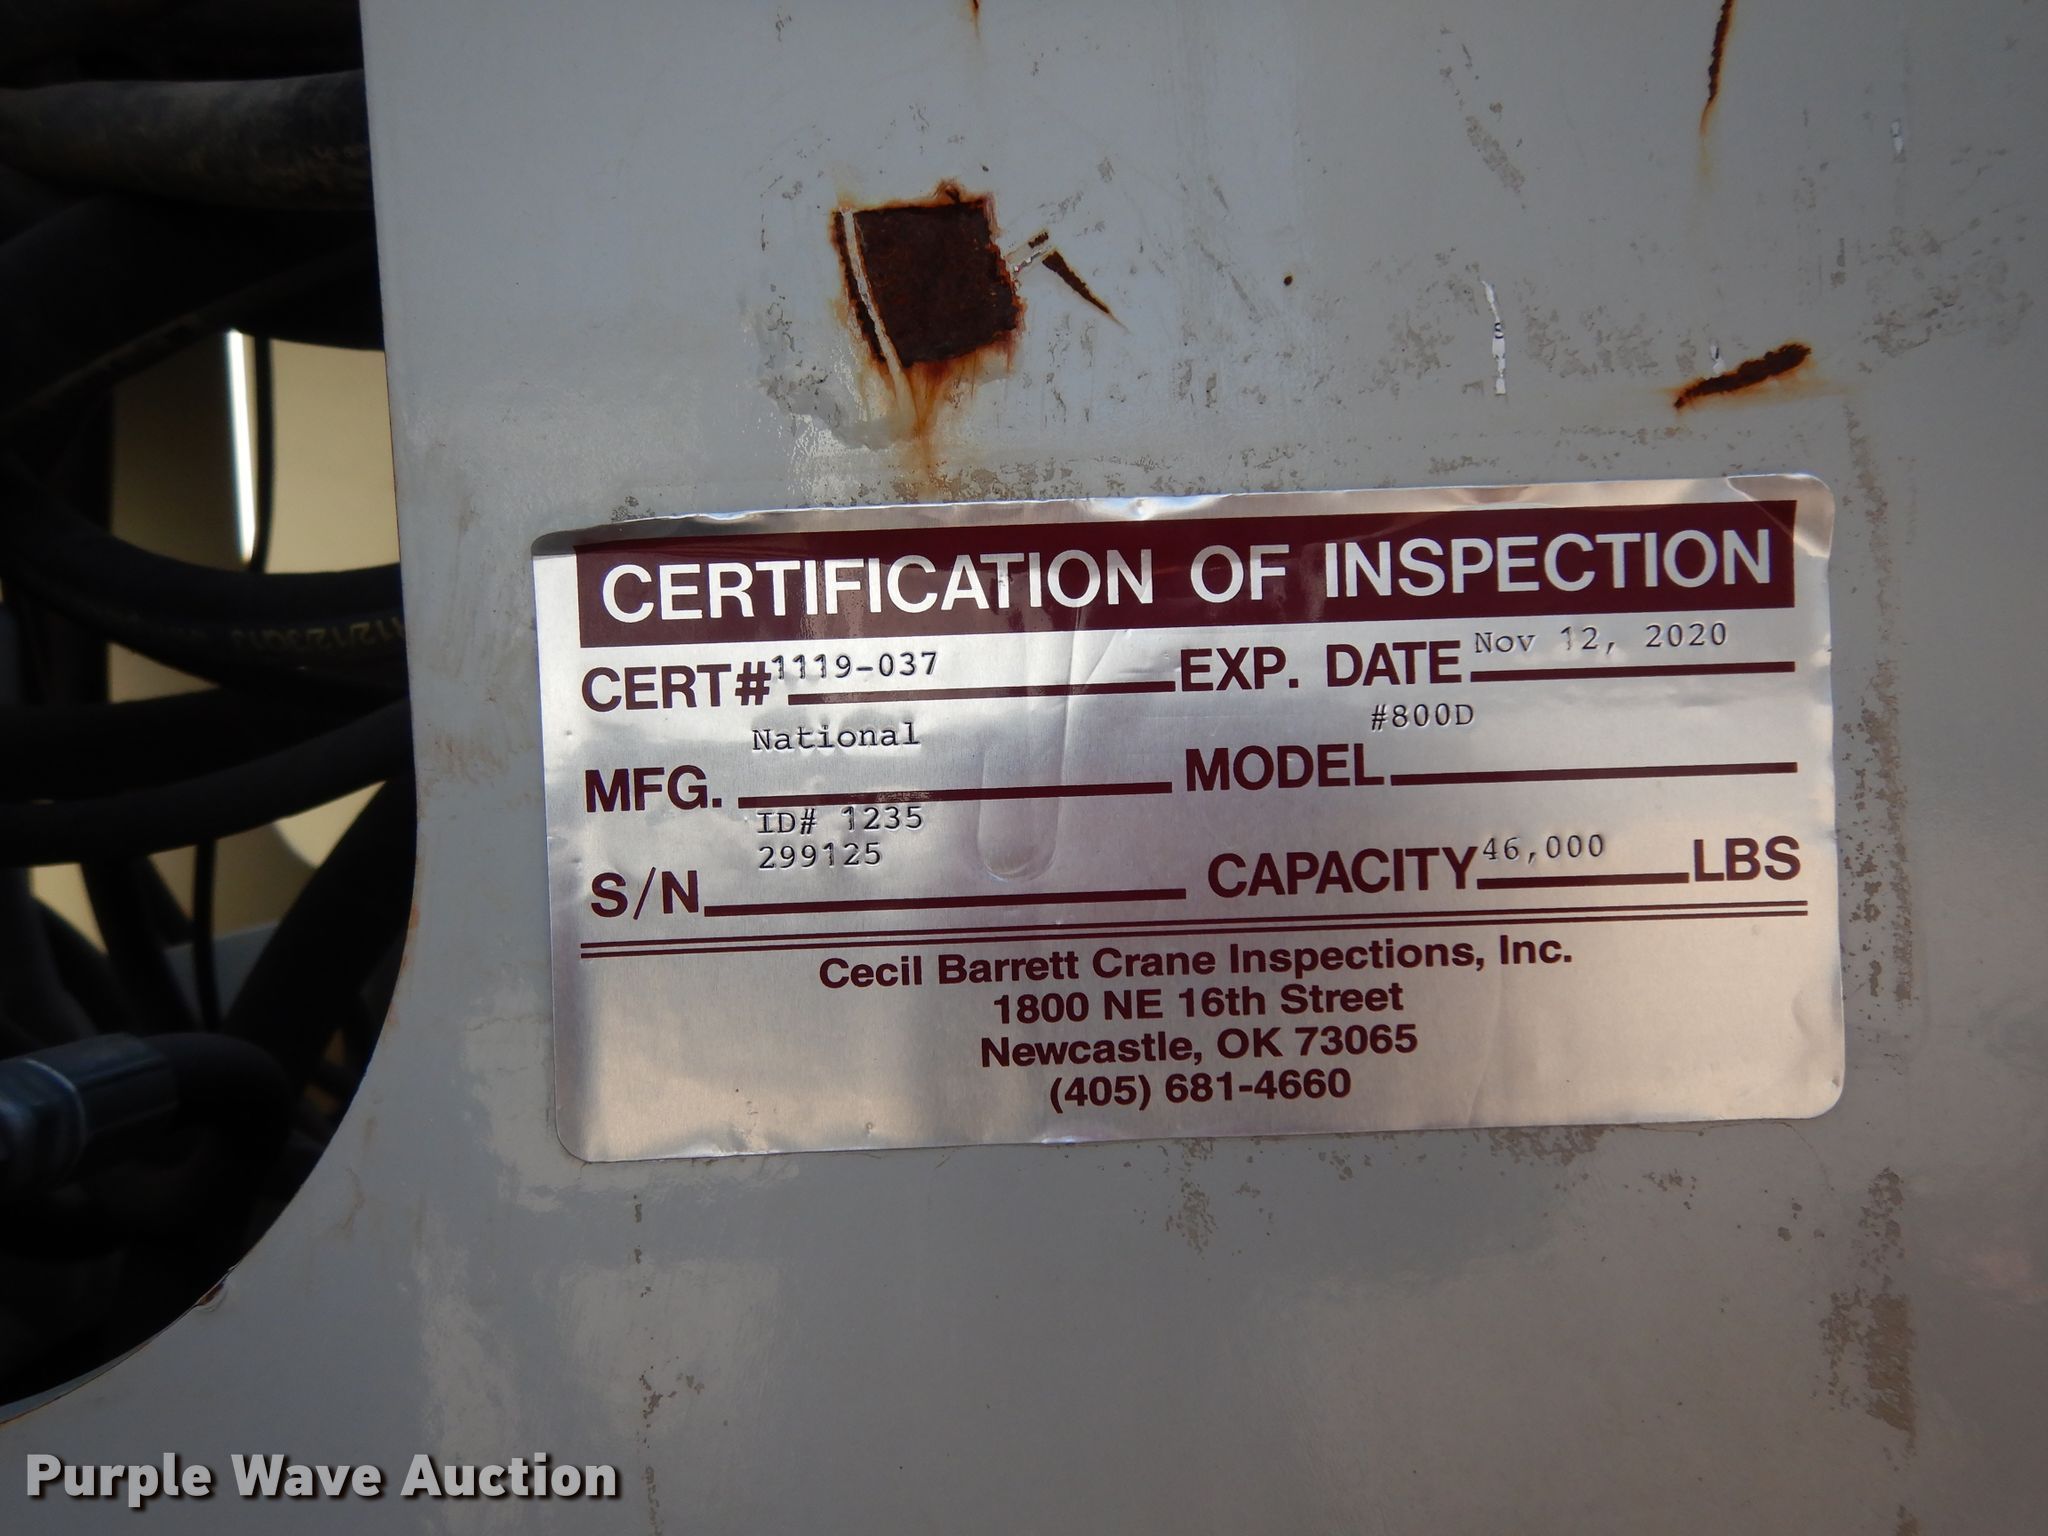 CERTIFICATION OF INSPECTION
CERT# 1119-037 EXP. DATE Nov 12, 2020
MFG. National MODEL #800D
ID# 1235
S/N 299125 CAPACITY 46,000 LBS
Cecil Barrett Crane Inspections, Inc.
1800 NE 16th Street
Newcastle, OK 73065
(405) 681-4660
Purple Wave Auction